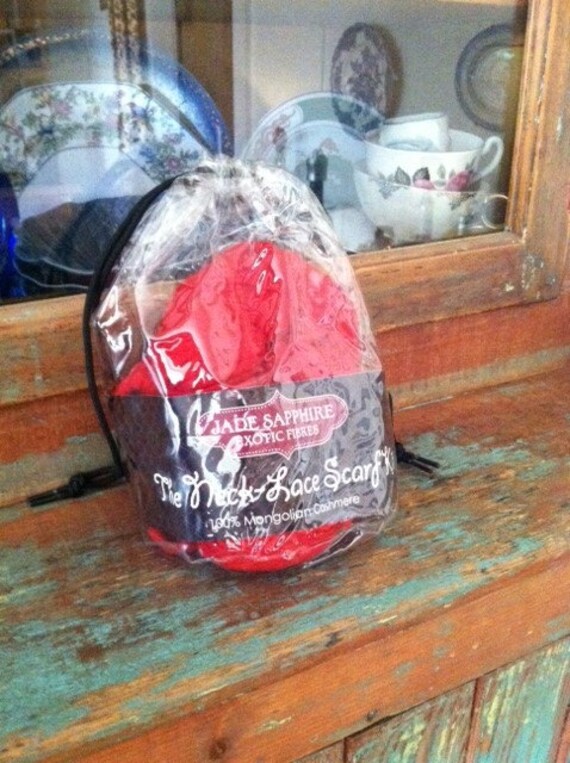 JADE SAPPHIRE
EXOTIC FIBRES
The Neck-Lace Scarf K
100% Mongolian Cashmere